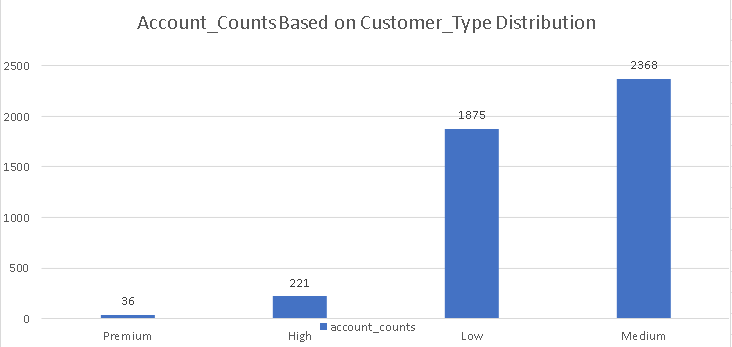 Account_Counts Based on Customer_Type Distribution
2500
2000
1500
1000
500
0
36
221
1875
2368
Premium
High
Low
Medium
account_counts